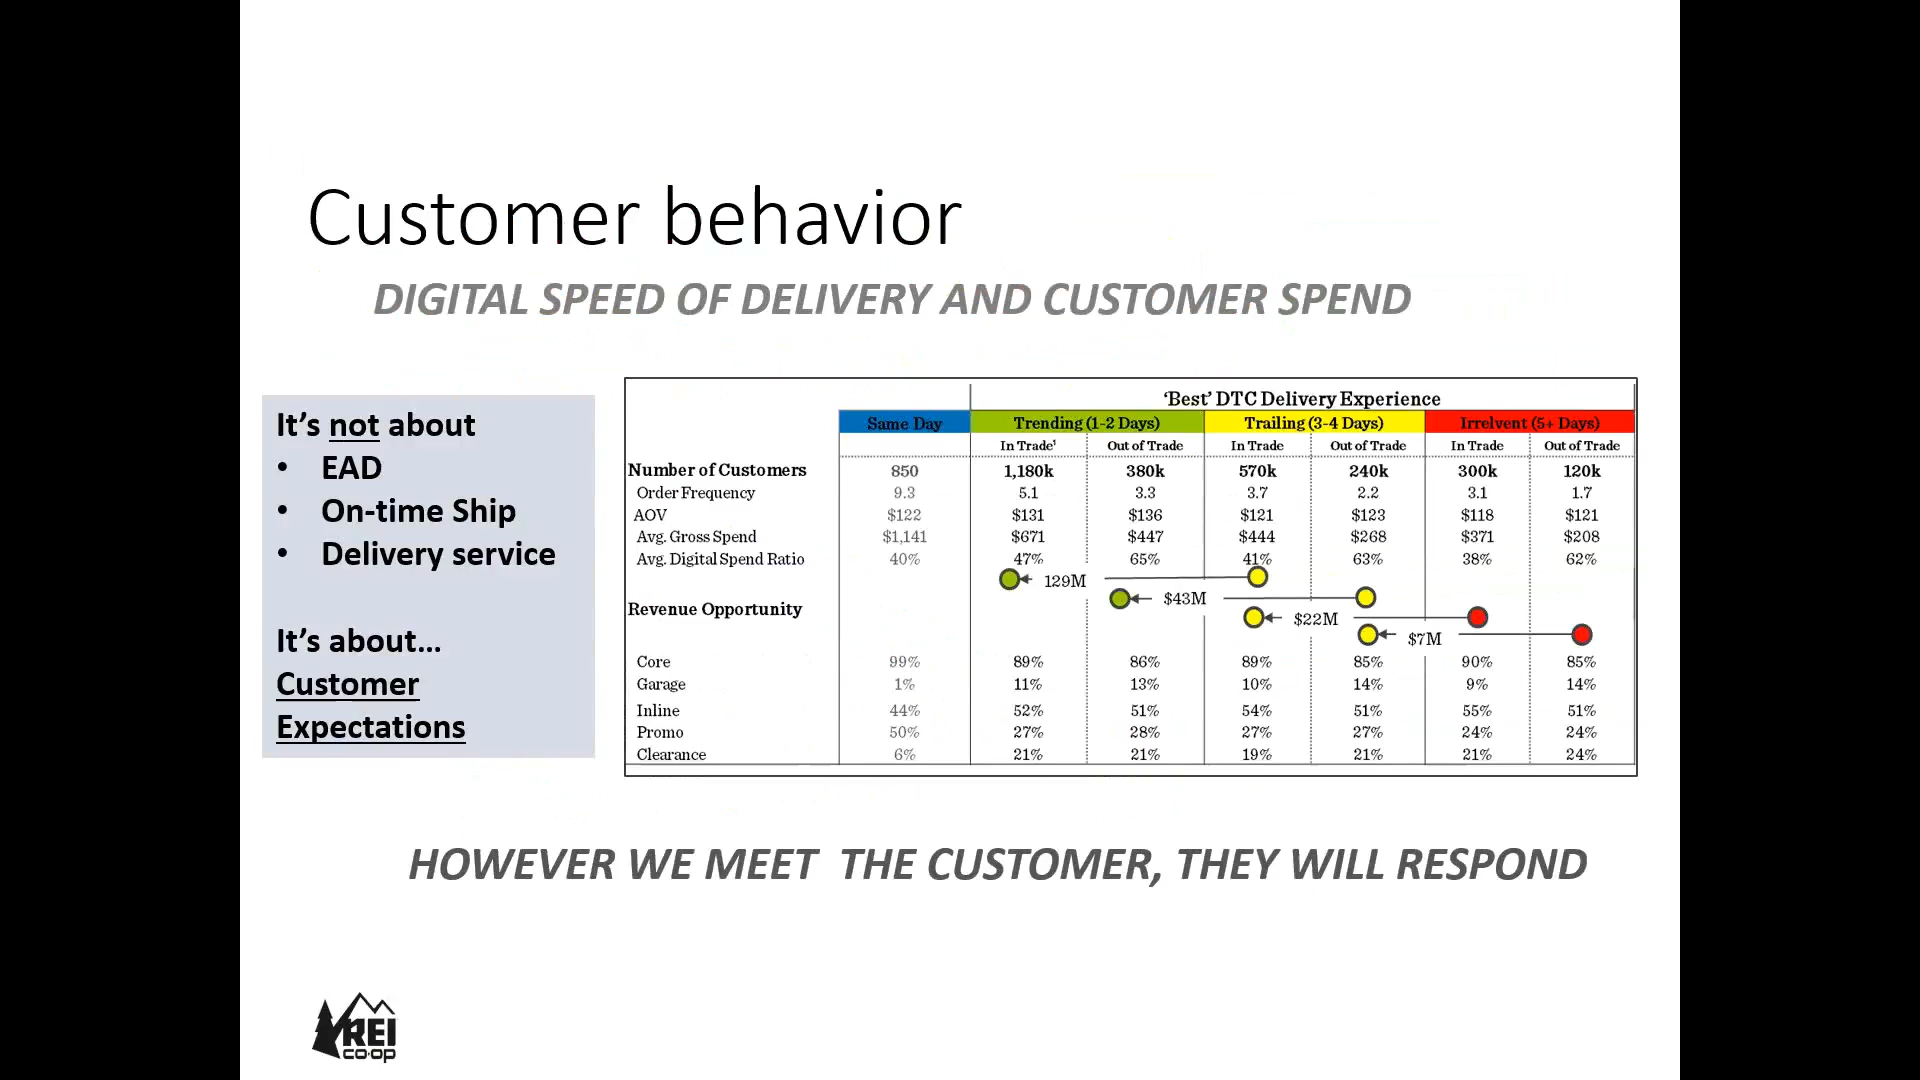 Customer behavior
DIGITAL SPEED OF DELIVERY AND CUSTOMER SPEND
It's not about
• EAD
• On-time Ship
• Delivery service
It's about...
Customer
Expectations
'Best' DTC Delivery Experience
Same Day Trending (1-2 Days) Trailing (3-4 Days) Irrelvent (5+ Days)
In Trade¹ Out of Trade In Trade Out of Trade In Trade Out of Trade
Number of Customers 850 1,180k 380k 570k 240k 300k 120k
Order Frequency 9.3 5.1 3.3 3.7 2.2 3.1 1.7
AOV $122 $131 $136 $121 $123 $118 $121
Avg. Gross Spend $1,141 $671 $447 $444 $268 $371 $208
Avg. Digital Spend Ratio 40% 47% 65% 41% 63% 38% 62%
129M
$43M
Revenue Opportunity
$22M
$7M
Core 99% 89% 86% 89% 85% 90% 85%
Garage 1% 11% 13% 10% 14% 9% 14%
Inline 44% 52% 51% 54% 51% 55% 51%
Promo 50% 27% 28% 27% 27% 24% 24%
Clearance 6% 21% 21% 19% 21% 21% 24%
HOWEVER WE MEET THE CUSTOMER, THEY WILL RESPOND
REI
CO·OP